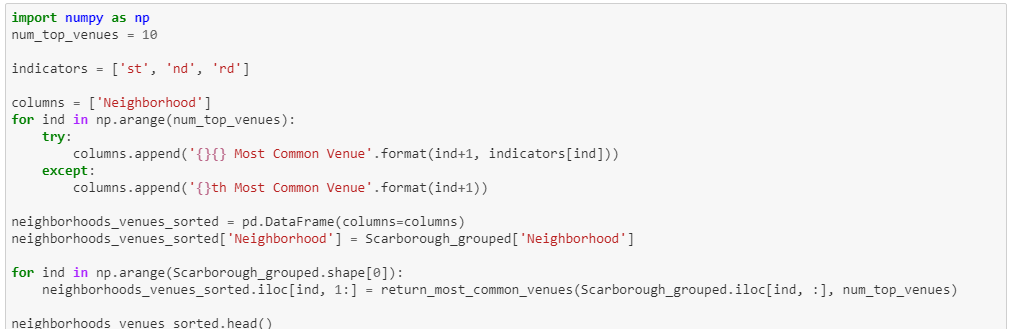 import numpy as np
num_top_venues = 10

indicators = ['st', 'nd', 'rd']

columns = ['Neighborhood']
for ind in np.arange(num_top_venues):
    try:
        columns.append('{}{} Most Common Venue'.format(ind+1, indicators[ind]))
    except:
        columns.append('{}th Most Common Venue'.format(ind+1))

neighborhoods_venues_sorted = pd.DataFrame(columns=columns)
neighborhoods_venues_sorted['Neighborhood'] = Scarborough_grouped['Neighborhood']

for ind in np.arange(Scarborough_grouped.shape[0]):
    neighborhoods_venues_sorted.iloc[ind, 1:] = return_most_common_venues(Scarborough_grouped.iloc[ind, :], num_top_venues)

neighborhoods_venues_sorted.head()